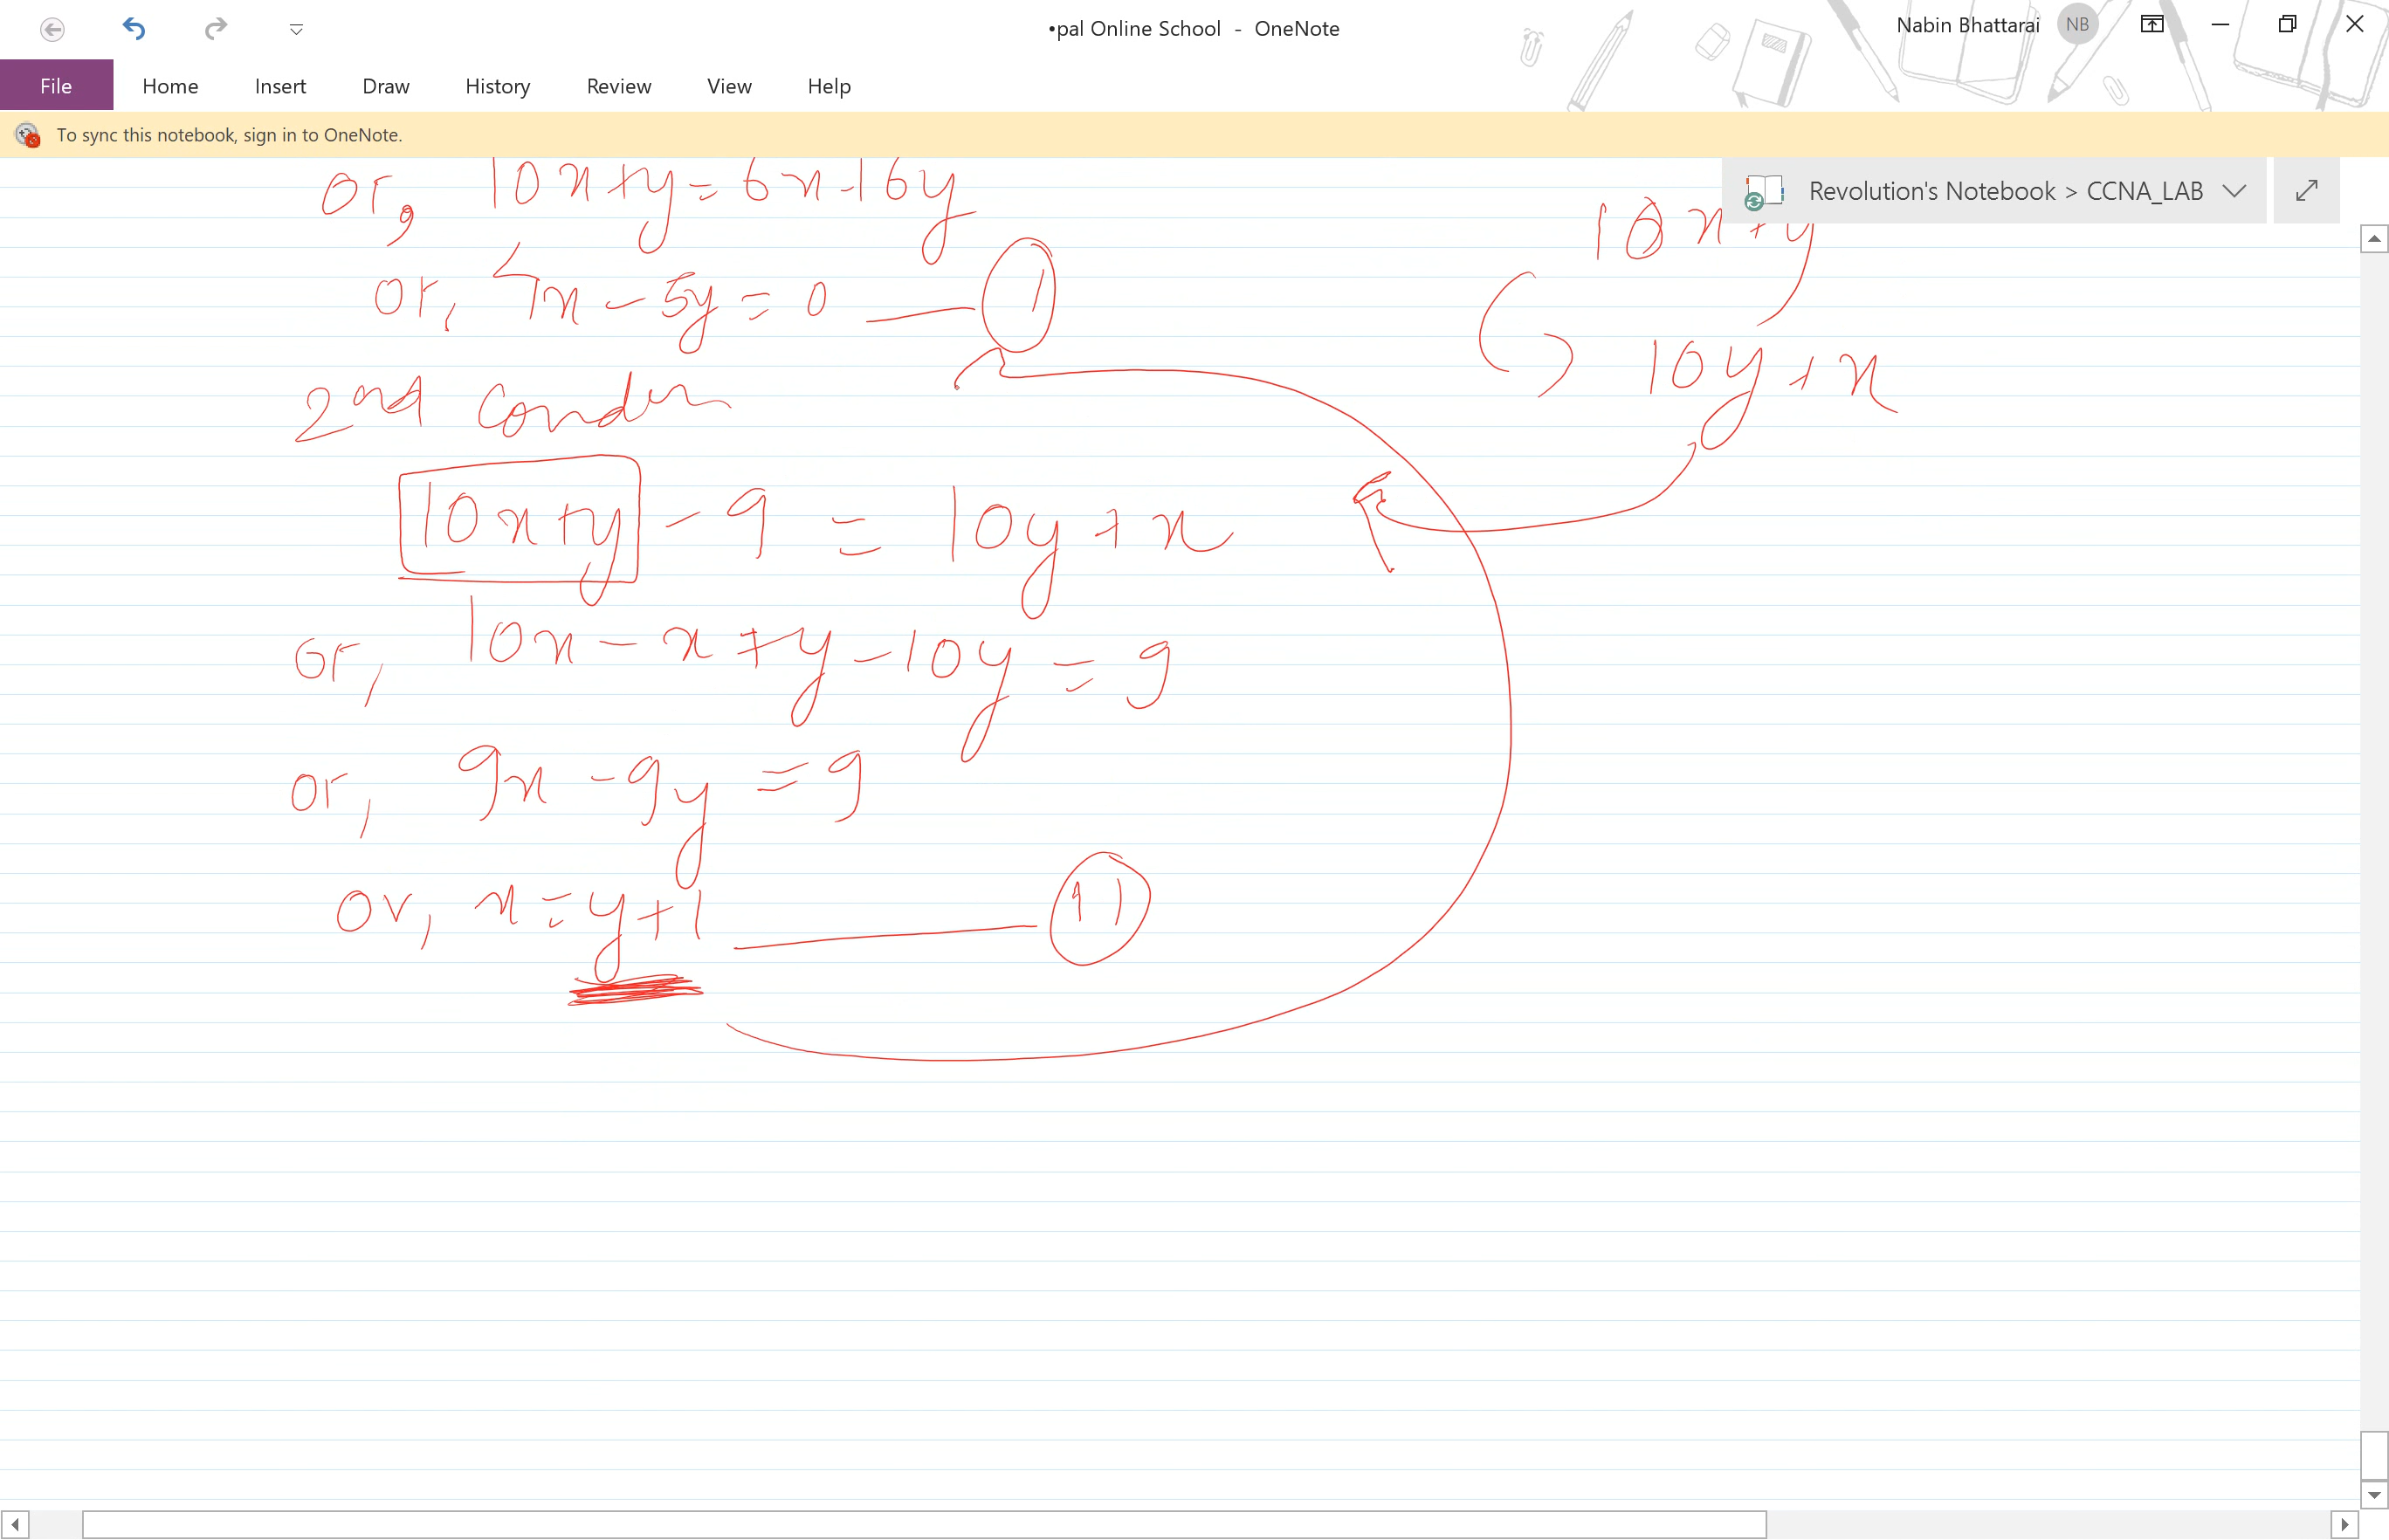 •pal Online School - OneNote
Nabin Bhattarai NB
File Home Insert Draw History Review View Help
To sync this notebook, sign in to OneNote.
Revolution's Notebook > CCNA_LAB
or, 10x+y=6x-16y
10x+y
or, 4x-5y=0 1
10y+x
2nd
10x+y-9=10y+x
or, 10x-x+y-10y=9
or, 9x-9y=9
or, x=y+1 11